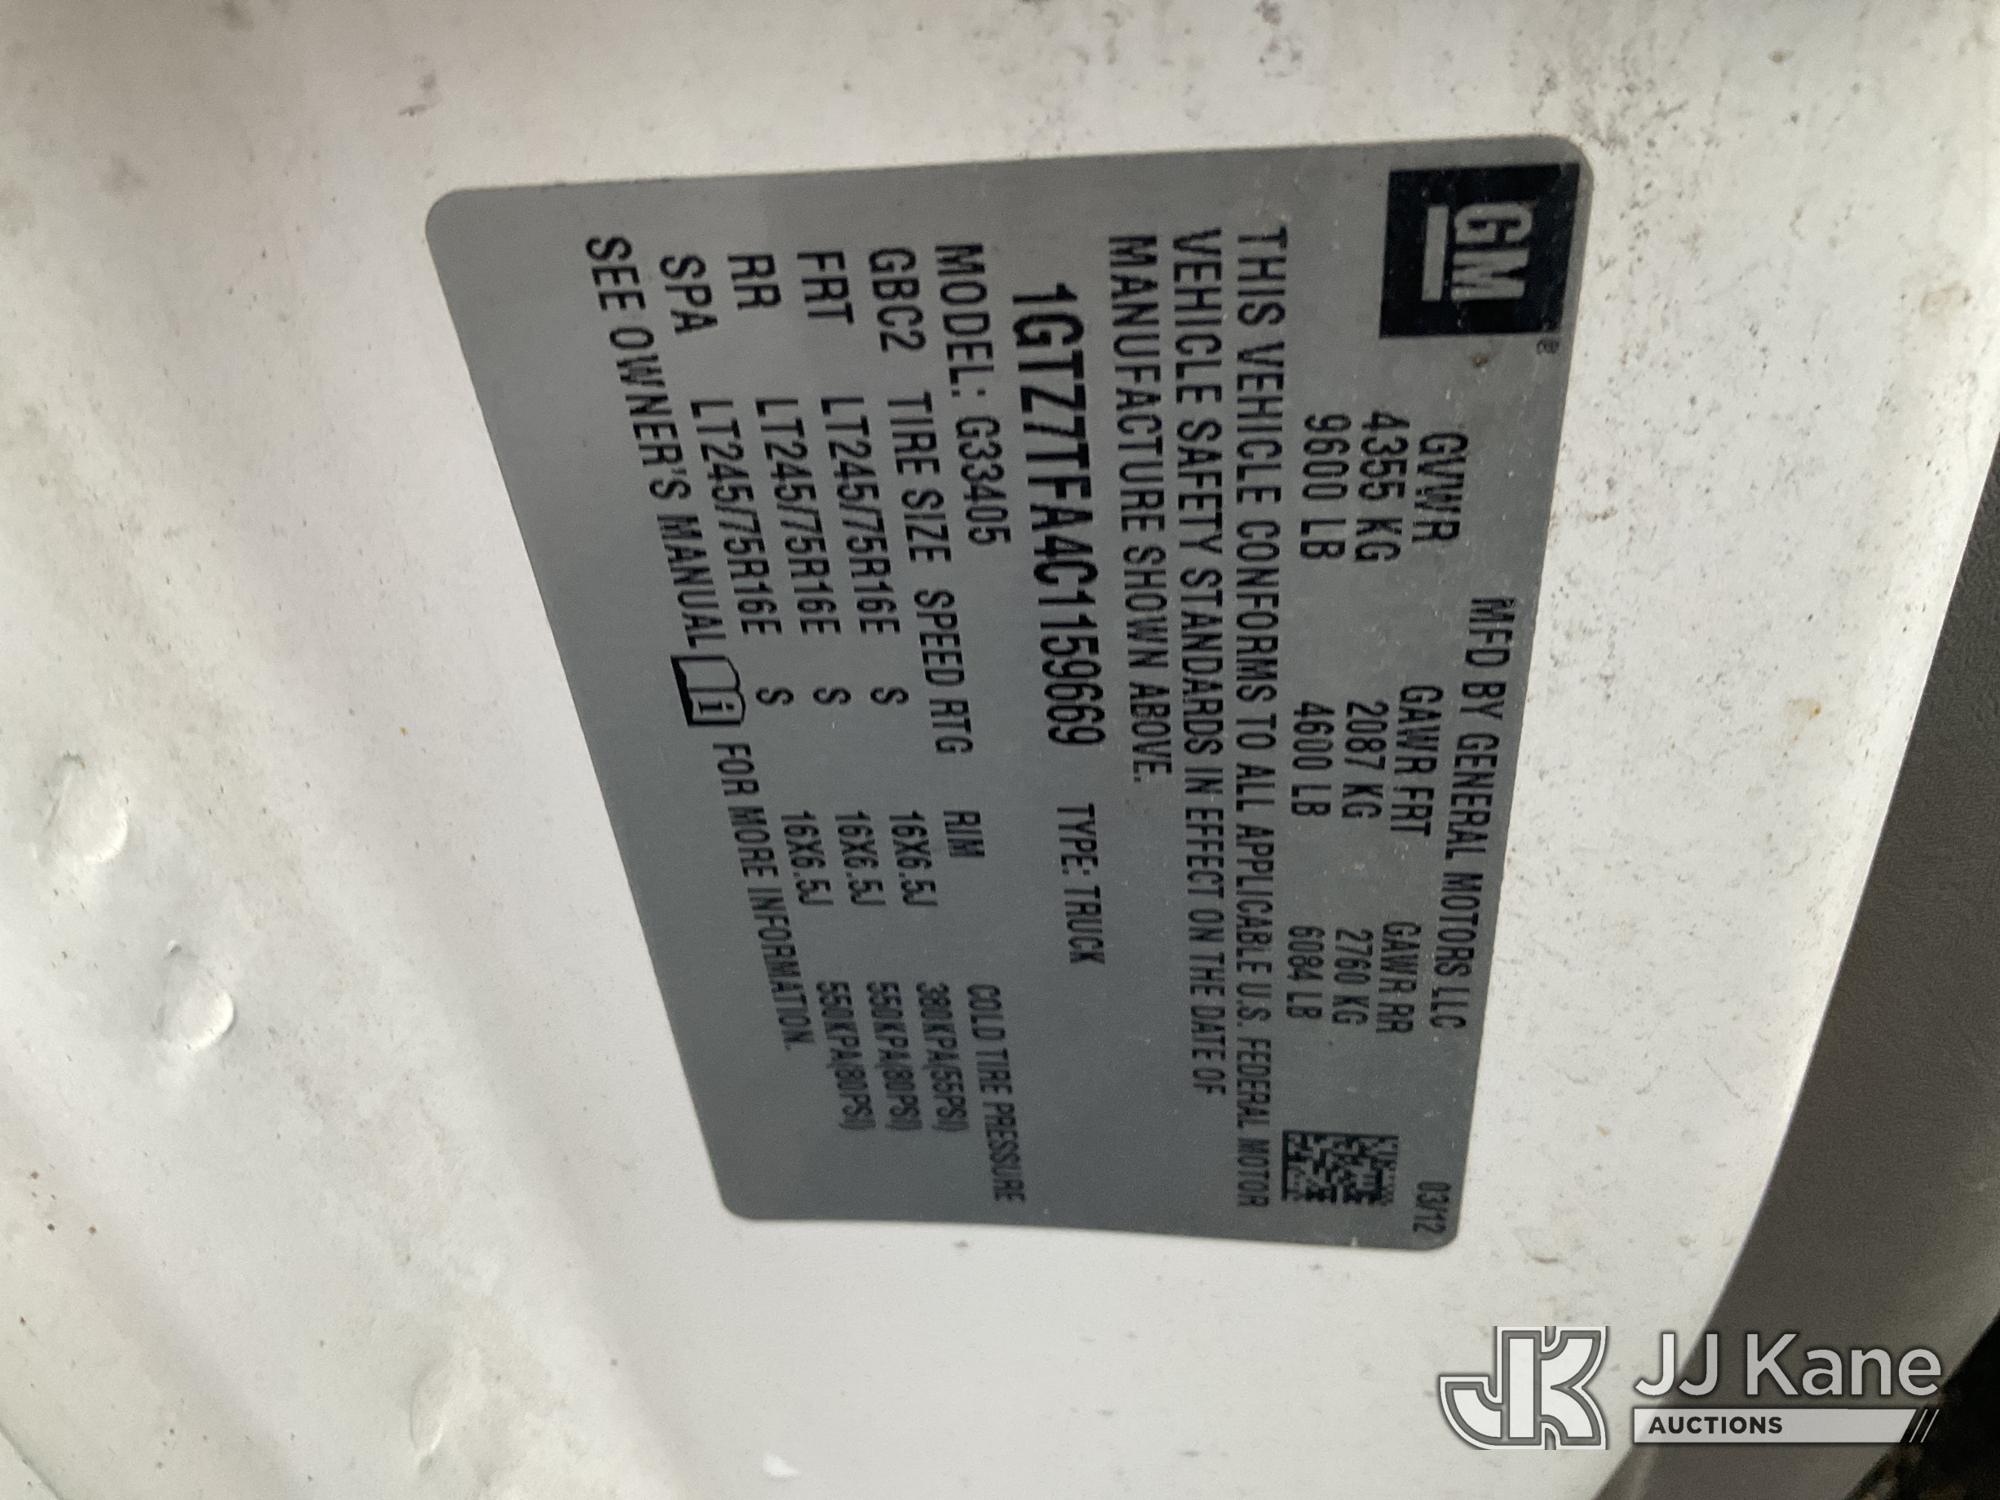 GM®
MFD BY GENERAL MOTORS LLC 03/12
GVWR GAWR FRT GAWR RR
4355 KG 2087 KG 2760 KG
9600 LB 4600 LB 6084 LB
THIS VEHICLE CONFORMS TO ALL APPLICABLE U.S. FEDERAL MOTOR
VEHICLE SAFETY STANDARDS IN EFFECT ON THE DATE OF
MANUFACTURE SHOWN ABOVE.
1GTZ7TFA4C1159669 TYPE: TRUCK
MODEL: G33405
GBC2 TIRE SIZE SPEED RTG RIM COLD TIRE PRESSURE
FRT LT245/75R16E S 16X6.5J 380KPA(55PSI)
RR LT245/75R16E S 16X6.5J 550KPA(80PSI)
SPA LT245/75R16E S 16X6.5J 550KPA(80PSI)
SEE OWNER'S MANUAL i FOR MORE INFORMATION.
JK JJ Kane
AUCTIONS